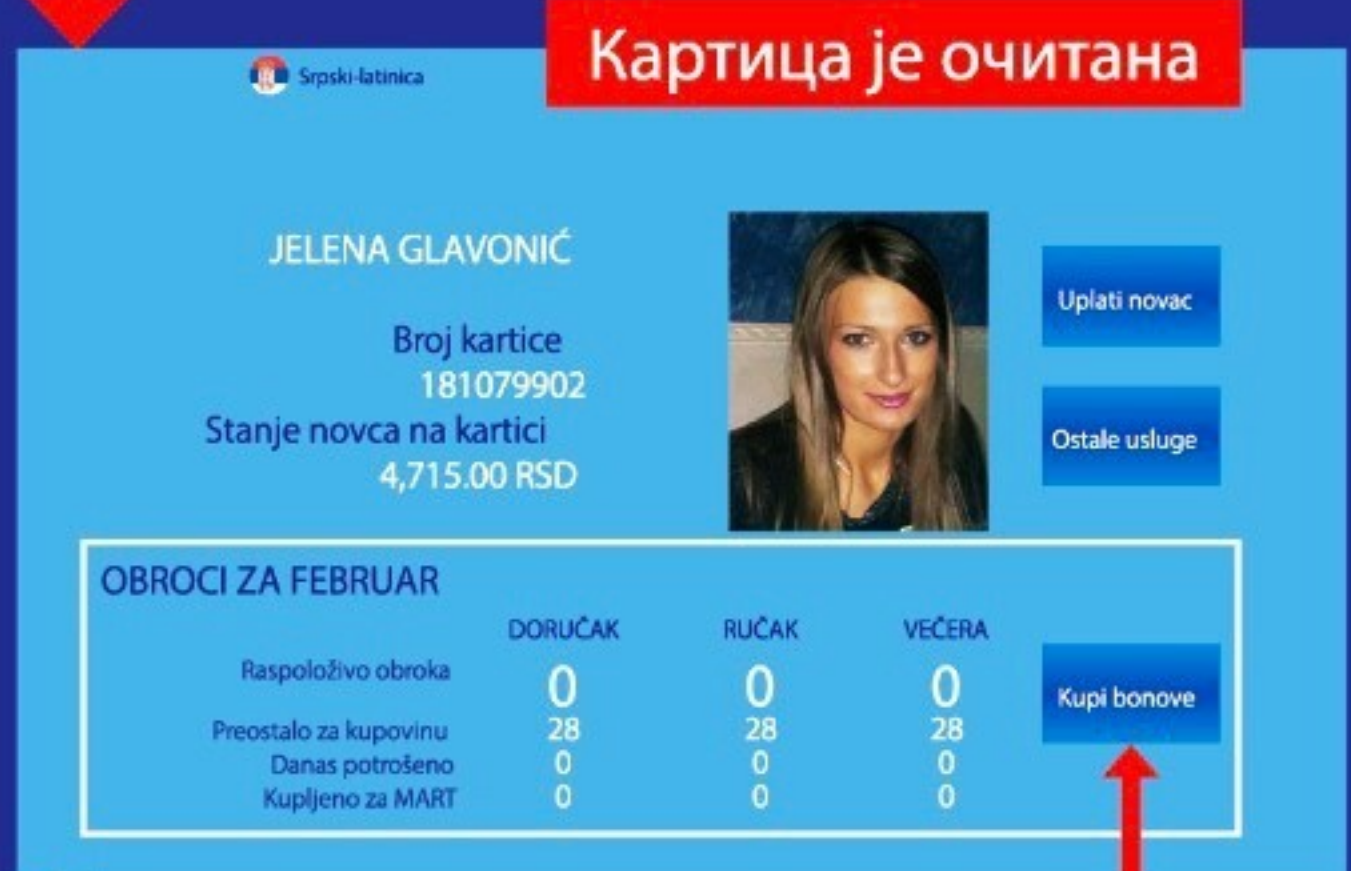 Картица је очитана
Srpski-latinica
JELENA GLAVONIĆ
Broj kartice
181079902
Stanje novca na kartici
4,715.00 RSD
Uplati novac
Ostale usluge
OBROCI ZA FEBRUAR
DORUČAK RUČAK VEČERA
Raspoloživo obroka 0 0 0
Preostalo za kupovinu 28 28 28
Danas potrošeno 0 0 0
Kupljeno za MART 0 0 0
Kupi bonove